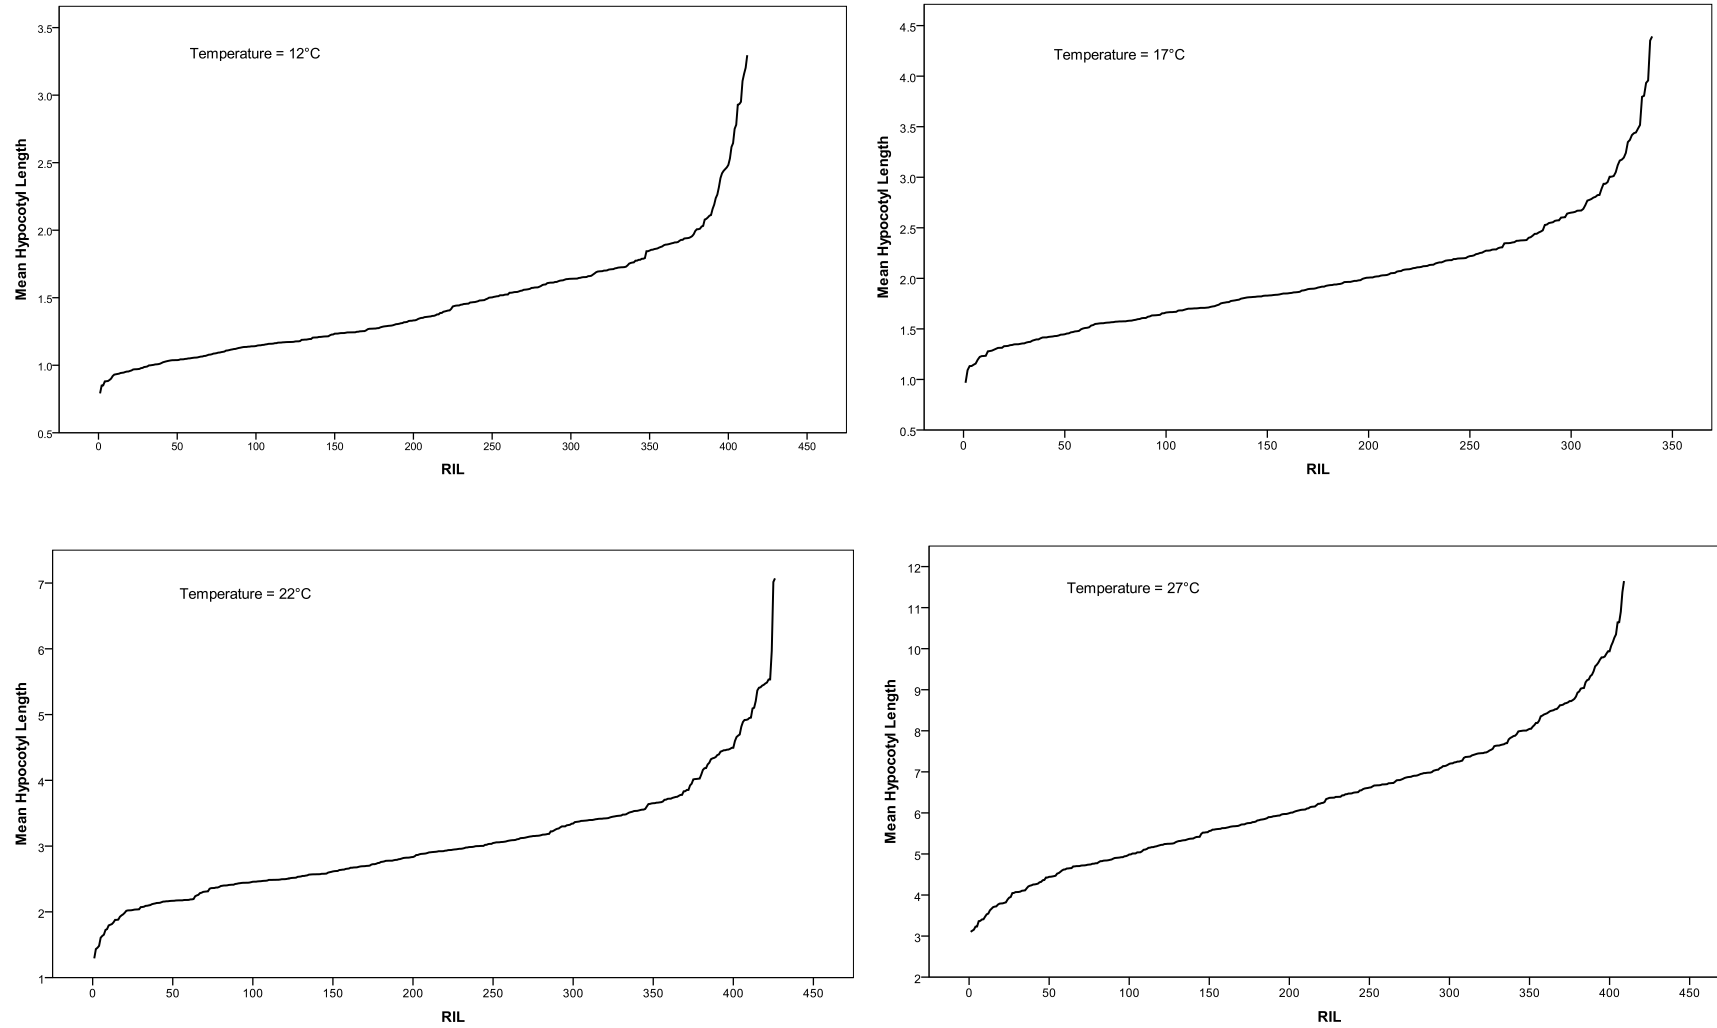 Temperature = 12°C
Mean Hypocotyl Length
3.5
3.0
2.5
2.0
1.5
1.0
0.5
0 50 100 150 200 250 300 350 400 450
RIL
Temperature = 17°C
Mean Hypocotyl Length
4.5
4.0
3.5
3.0
2.5
2.0
1.5
1.0
0.5
0 50 100 150 200 250 300 350
RIL
Temperature = 22°C
Mean Hypocotyl Length
7
6
5
4
3
2
1
0 50 100 150 200 250 300 350 400 450
RIL
Temperature = 27°C
Mean Hypocotyl Length
12
11
10
9
8
7
6
5
4
3
2
0 50 100 150 200 250 300 350 400 450
RIL